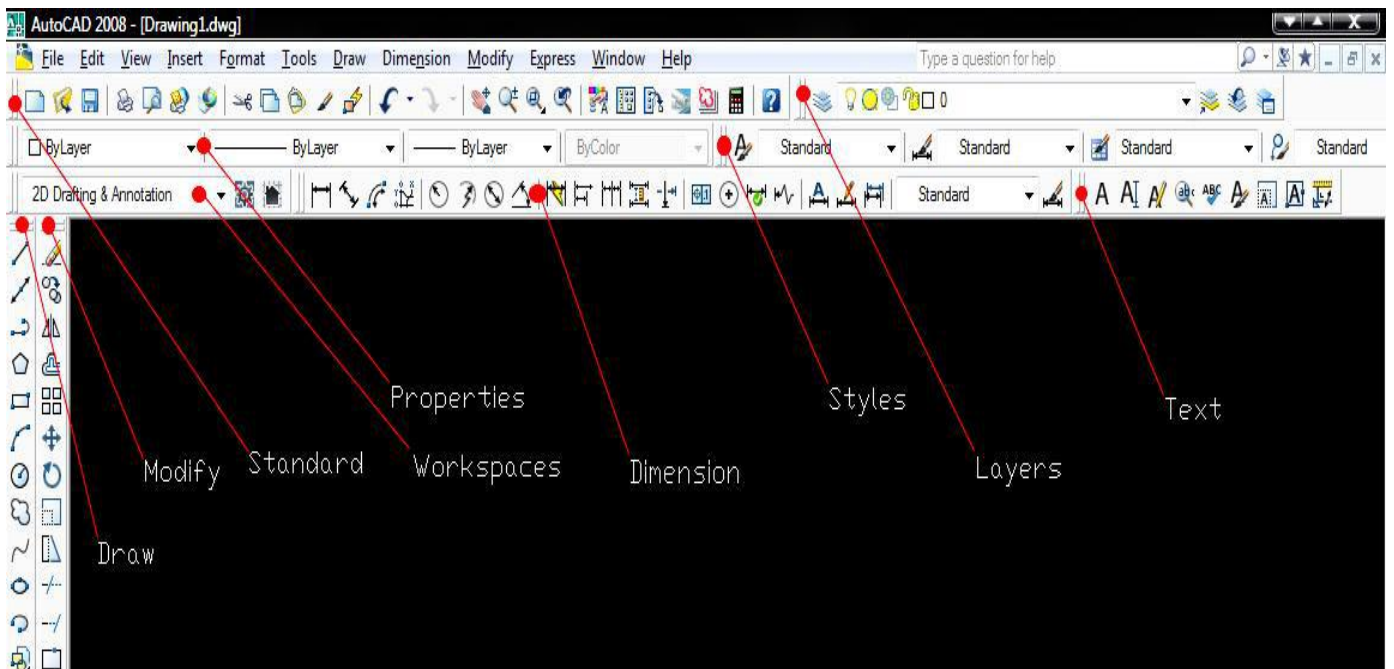 AutoCAD 2008 - [Drawing1.dwg]
File Edit View Insert Format Tools Draw Dimension Modify Express Window Help Type a question for help
0
ByLayer ByLayer ByLayer ByColor Standard Standard Standard Standard
2D Drafting & Annotation Standard
Properties
Styles
Text
Modify Standard Workspaces Dimension Layers
Draw